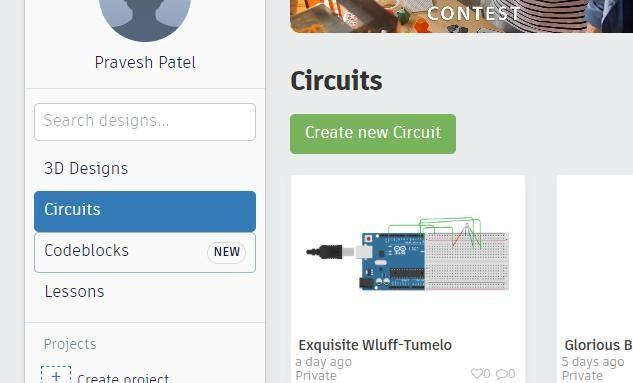 CONTEST
Pravesh Patel
Search designs...
3D Designs
Circuits
Codeblocks NEW
Lessons
Projects
+ Create project
Circuits
Create new Circuit
Exquisite Wluff-Tumelo
a day ago
Private
0 0
Glorious B
5 days ago
Private